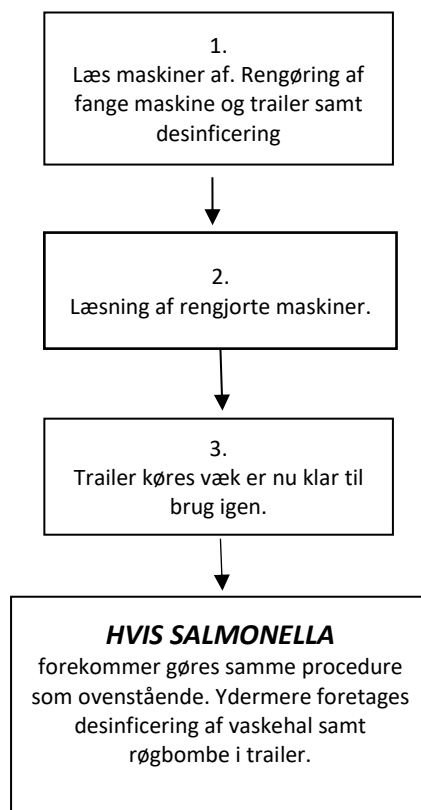 1.
Læs maskiner af. Rengøring af
fange maskine og trailer samt
desinficering
2.
Læsning af rengjorte maskiner.
3.
Trailer køres væk er nu klar til
brug igen.
HVIS SALMONELLA
forekommer gøres samme procedure
som ovenstående. Ydermere foretages
desinficering af vaskehal samt
røgbombe i trailer.